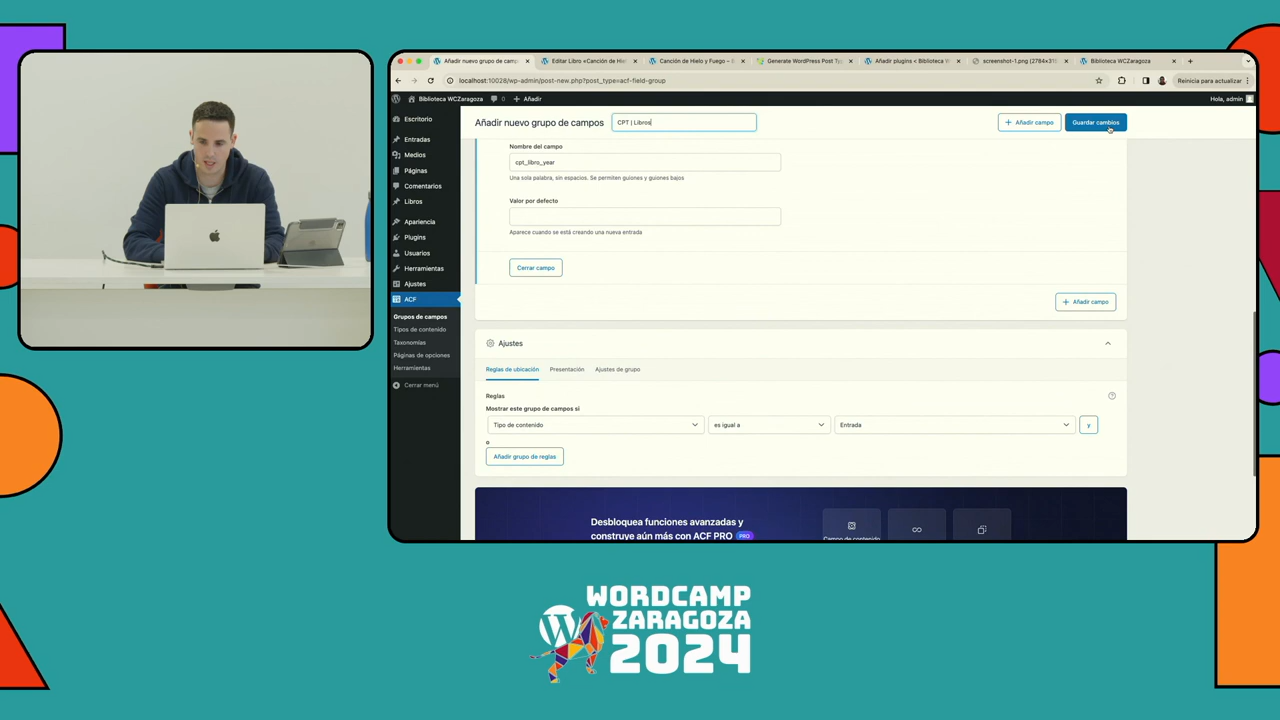 Añadir nuevo grupo de campo
Editar Libro «Canción de Hie
Canción de Hielo y Fuego – S
Generate WordPress Post Typ
Añadir plugins < Biblioteca W
screenshot-1.png (2784×31
Biblioteca WCZaragoza
localhost:10028/wp-admin/post-new.php?post_type=acf-field-group
Reinicia para actualizar
Biblioteca WCZaragoza
0
Añadir
Hola, admin
Escritorio
Entradas
Medios
Páginas
Comentarios
Libros
Apariencia
Plugins
Usuarios
Herramientas
Ajustes
ACF
Grupos de campos
Tipos de contenido
Taxonomías
Páginas de opciones
Herramientas
Cerrar menú
Añadir nuevo grupo de campos
CPT | Libros
+ Añadir campo
Guardar cambios
Nombre del campo
cpt_libro_year
Una sola palabra, sin espacios. Se permiten guiones y guiones bajos
Valor por defecto
Aparece cuando se está creando una nueva entrada
Cerrar campo
+ Añadir campo
Ajustes
Reglas de ubicación
Presentación
Ajustes de grupo
Reglas
Mostrar este grupo de campos si
Tipo de contenido
es igual a
Entrada
y
o
Añadir grupo de reglas
Desbloquea funciones avanzadas y
construye aún más con ACF PRO PRO
Campo de contenido
WORDCAMP
ZARAGOZA
2024